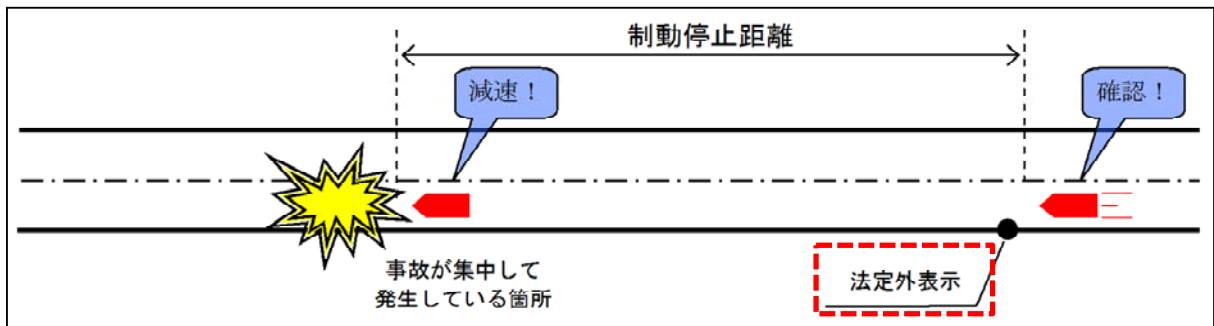 制動停止距離
減速！
確認！
事故が集中して
発生している箇所
法定外表示